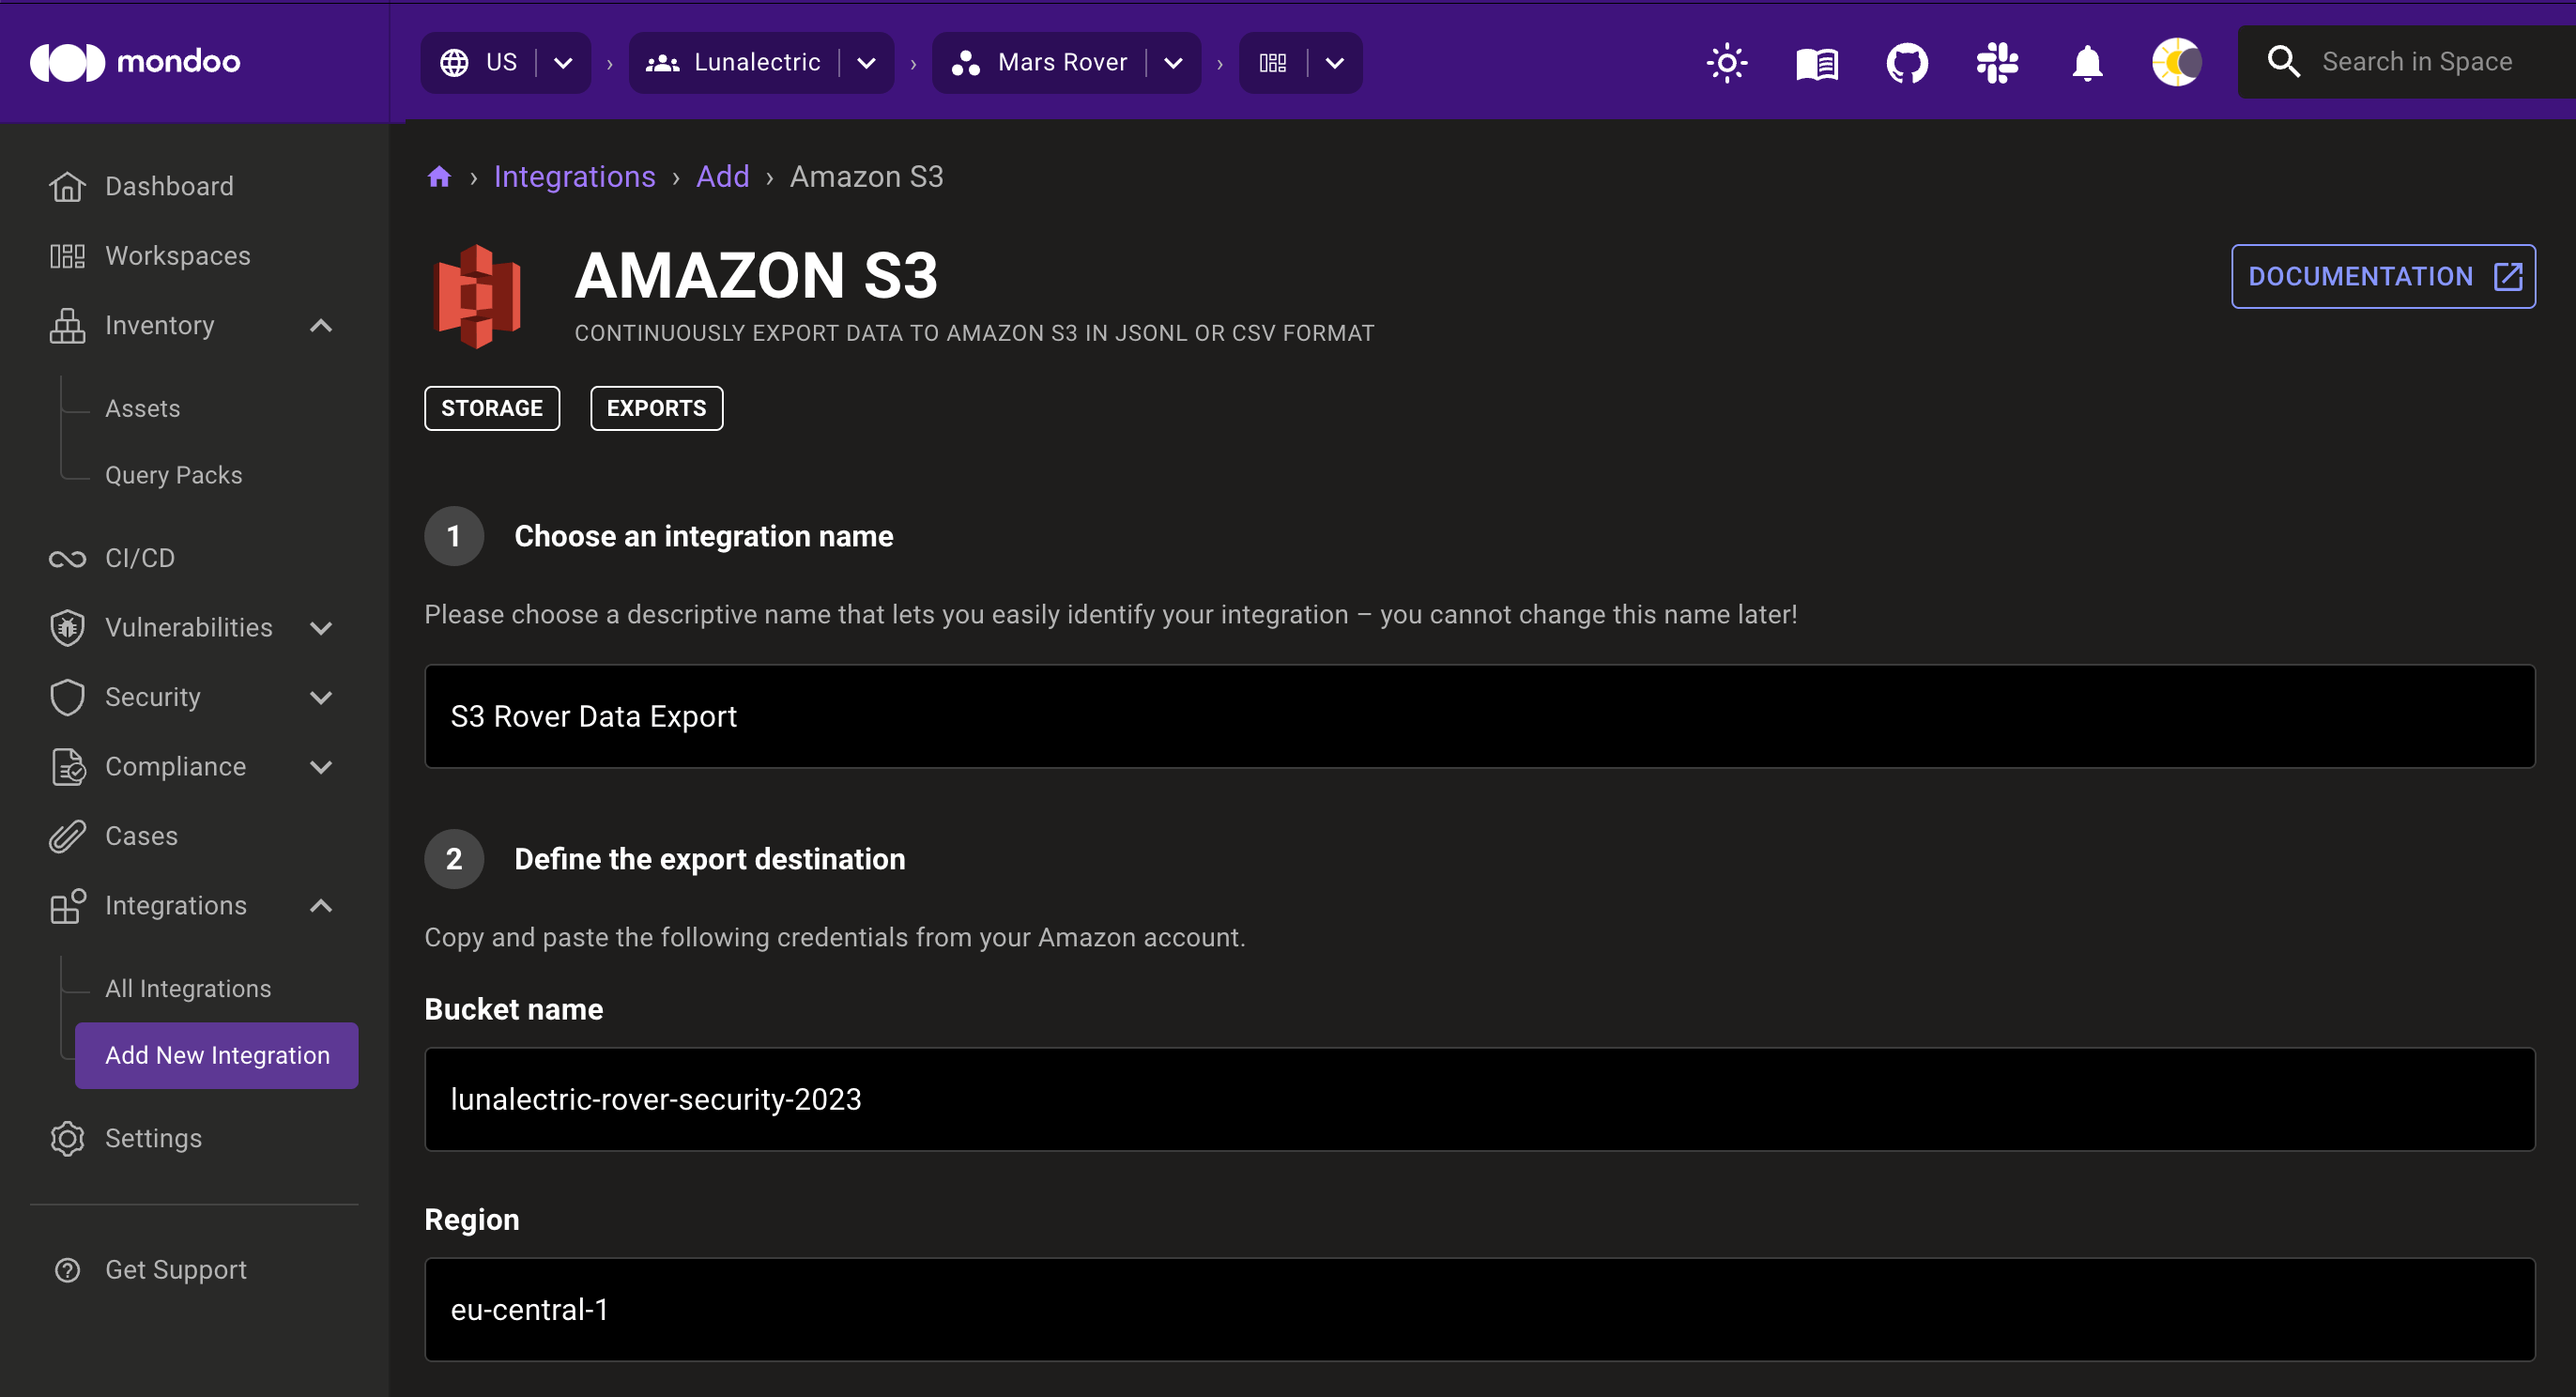 mondoo
US
Lunalectric
Mars Rover
Search in Space
Dashboard
Workspaces
Inventory
Assets
Query Packs
CI/CD
Vulnerabilities
Security
Compliance
Cases
Integrations
All Integrations
Add New Integration
Settings
Get Support
› Integrations › Add › Amazon S3
AMAZON S3
CONTINUOUSLY EXPORT DATA TO AMAZON S3 IN JSONL OR CSV FORMAT
DOCUMENTATION
STORAGE
EXPORTS
1 Choose an integration name
Please choose a descriptive name that lets you easily identify your integration – you cannot change this name later!
S3 Rover Data Export
2 Define the export destination
Copy and paste the following credentials from your Amazon account.
Bucket name
lunalectric-rover-security-2023
Region
eu-central-1